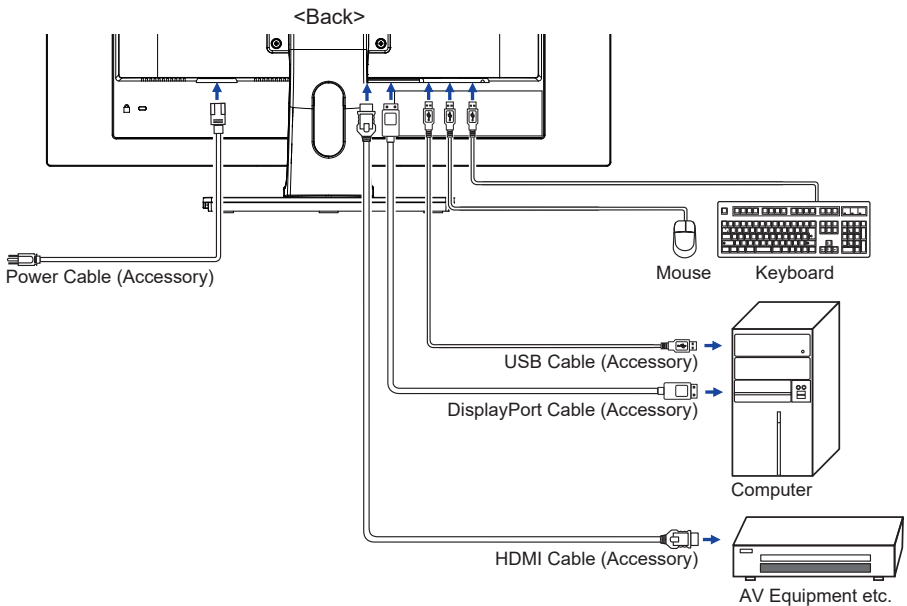 <Back>
Power Cable (Accessory)
Mouse
Keyboard
USB Cable (Accessory)
DisplayPort Cable (Accessory)
Computer
HDMI Cable (Accessory)
AV Equipment etc.